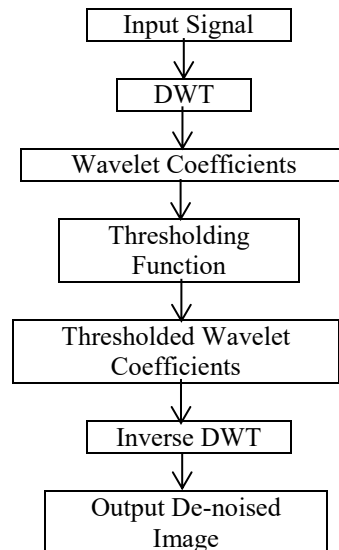 Input Signal
DWT
Wavelet Coefficients
Thresholding
Function
Thresholded Wavelet
Coefficients
Inverse DWT
Output De-noised
Image